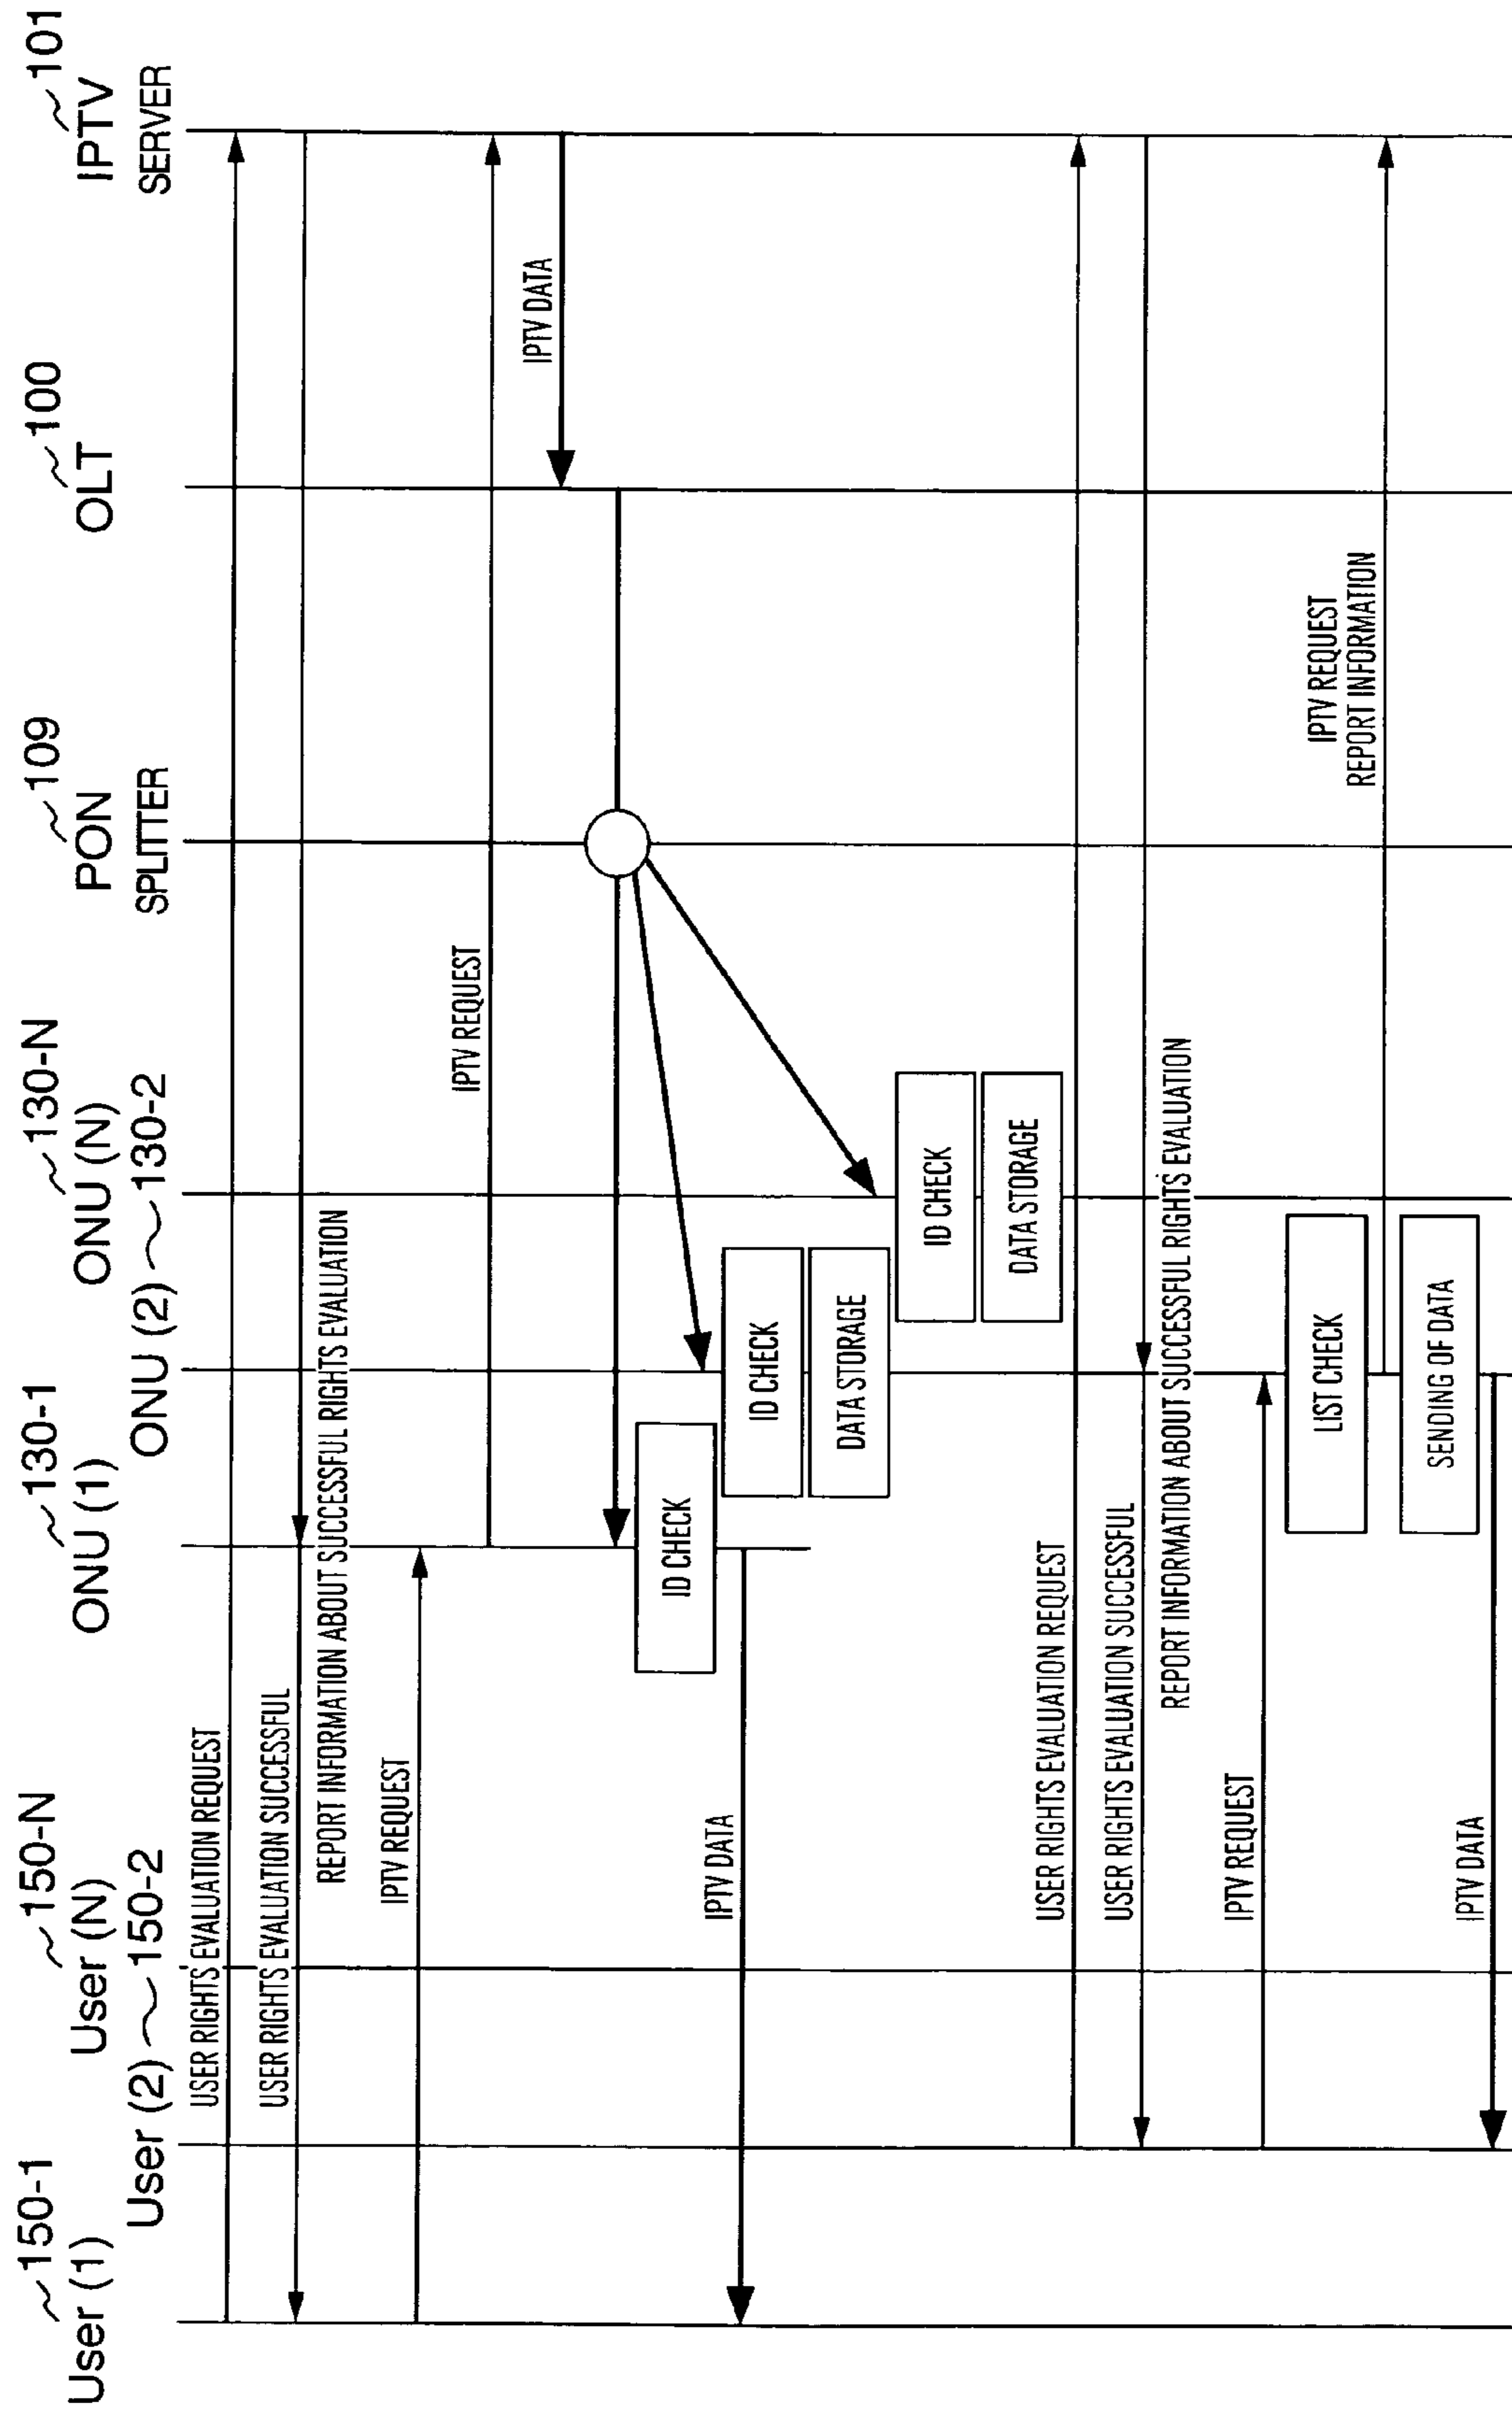 ~150-1
User (1)
~150-N
User (N)
User (2) ~150-2
~130-1
ONU (1)
~130-N
ONU (N)
ONU (2) ~130-2
~109
PON
SPLITTER
~100
OLT
~101
IPTV
SERVER
USER RIGHTS EVALUATION REQUEST
USER RIGHTS EVALUATION SUCCESSFUL
REPORT INFORMATION ABOUT SUCCESSFUL RIGHTS EVALUATION
IPTV REQUEST
IPTV REQUEST
IPTV DATA
ID CHECK
ID CHECK
DATA STORAGE
IPTV DATA
ID CHECK
DATA STORAGE
USER RIGHTS EVALUATION REQUEST
USER RIGHTS EVALUATION SUCCESSFUL
REPORT INFORMATION ABOUT SUCCESSFUL RIGHTS EVALUATION
IPTV REQUEST
LIST CHECK
IPTV REQUEST
REPORT INFORMATION
SENDING OF DATA
IPTV DATA